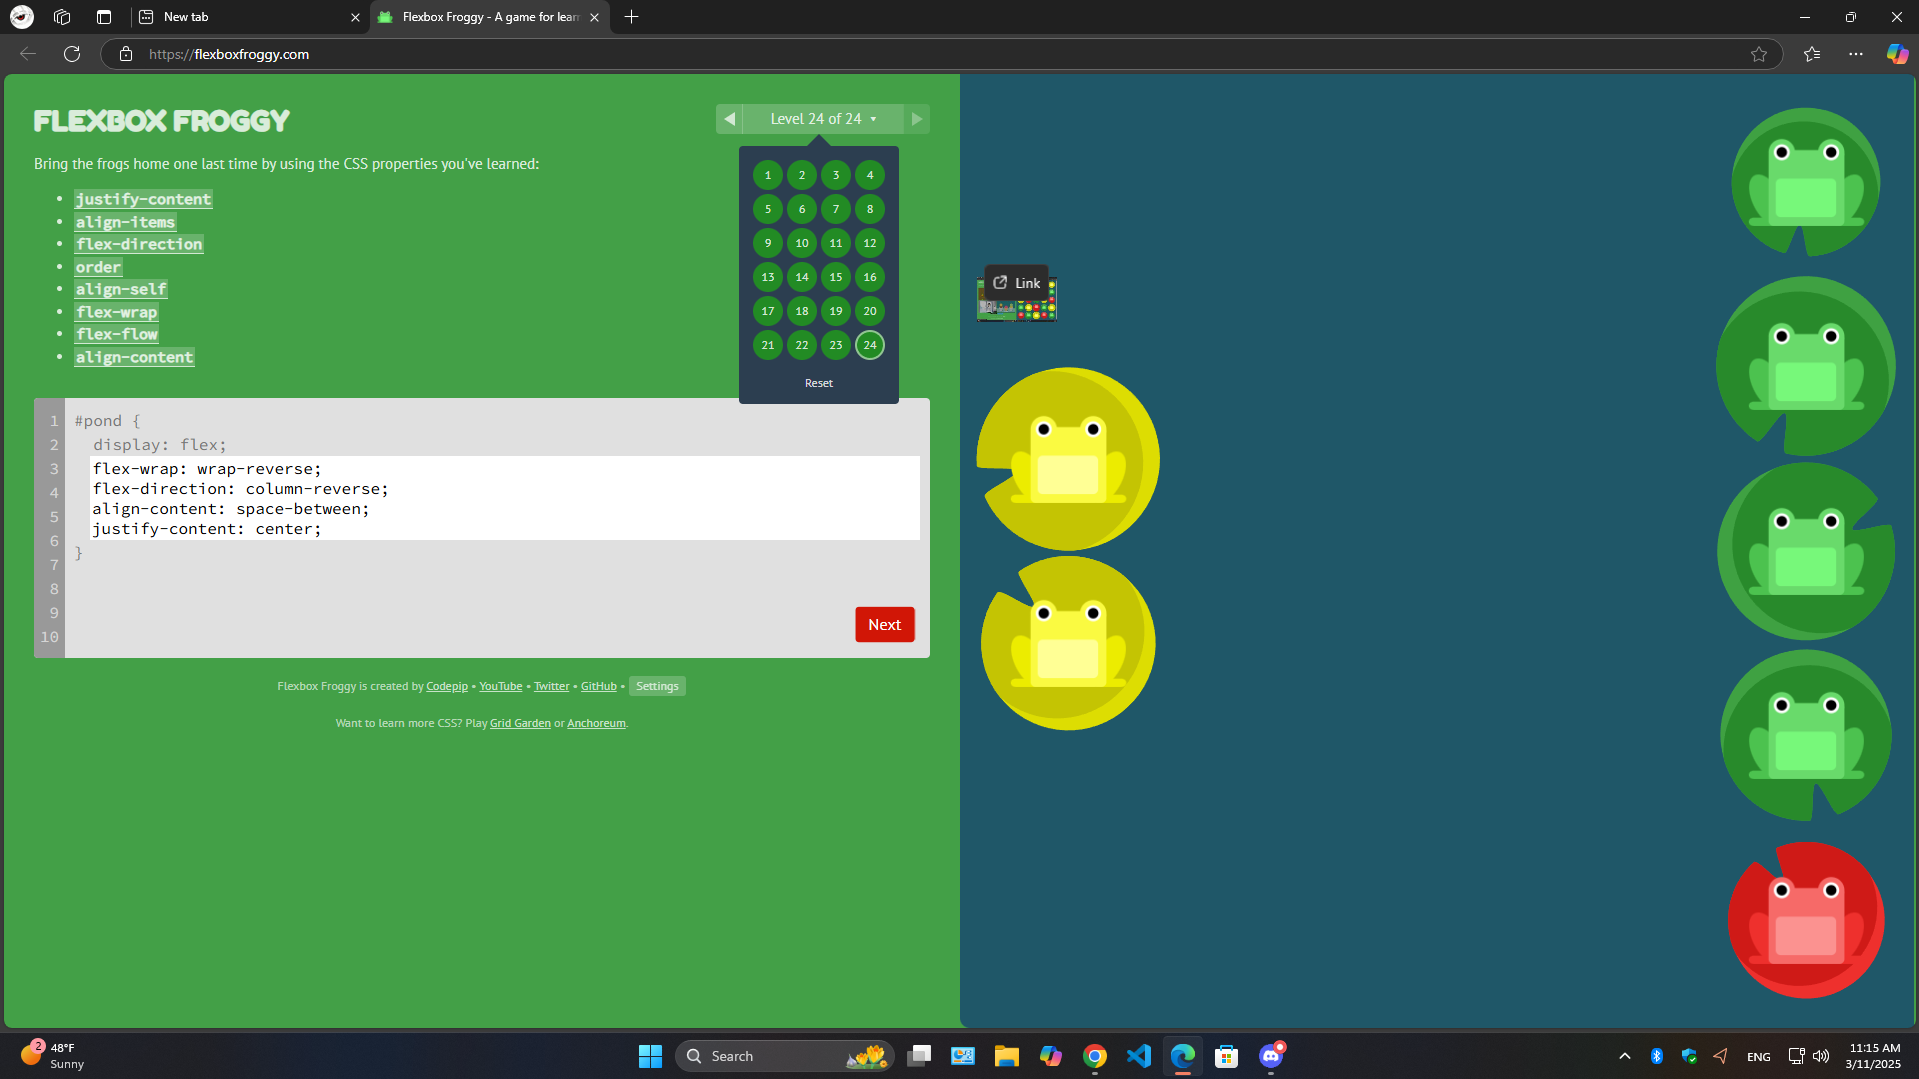 New tab
Flexbox Froggy - A game for lear
https://flexboxfroggy.com
FLEXBOX FROGGY
Level 24 of 24
Bring the frogs home one last time by using the CSS properties you've learned:
justify-content
align-items
flex-direction
order
align-self
flex-wrap
flex-flow
align-content
1 2 3 4
5 6 7 8
9 10 11 12
13 14 15 16
17 18 19 20
21 22 23 24
Reset
Link
1 #pond {
2 display: flex;
3 flex-wrap: wrap-reverse;
4 flex-direction: column-reverse;
5 align-content: space-between;
6 justify-content: center;
7 }
8
9
10
Next
Flexbox Froggy is created by Codepip • YouTube • Twitter • GitHub • Settings
Want to learn more CSS? Play Grid Garden or Anchoreum.
2
48°F
Sunny
Search
ENG
11:15 AM
3/11/2025